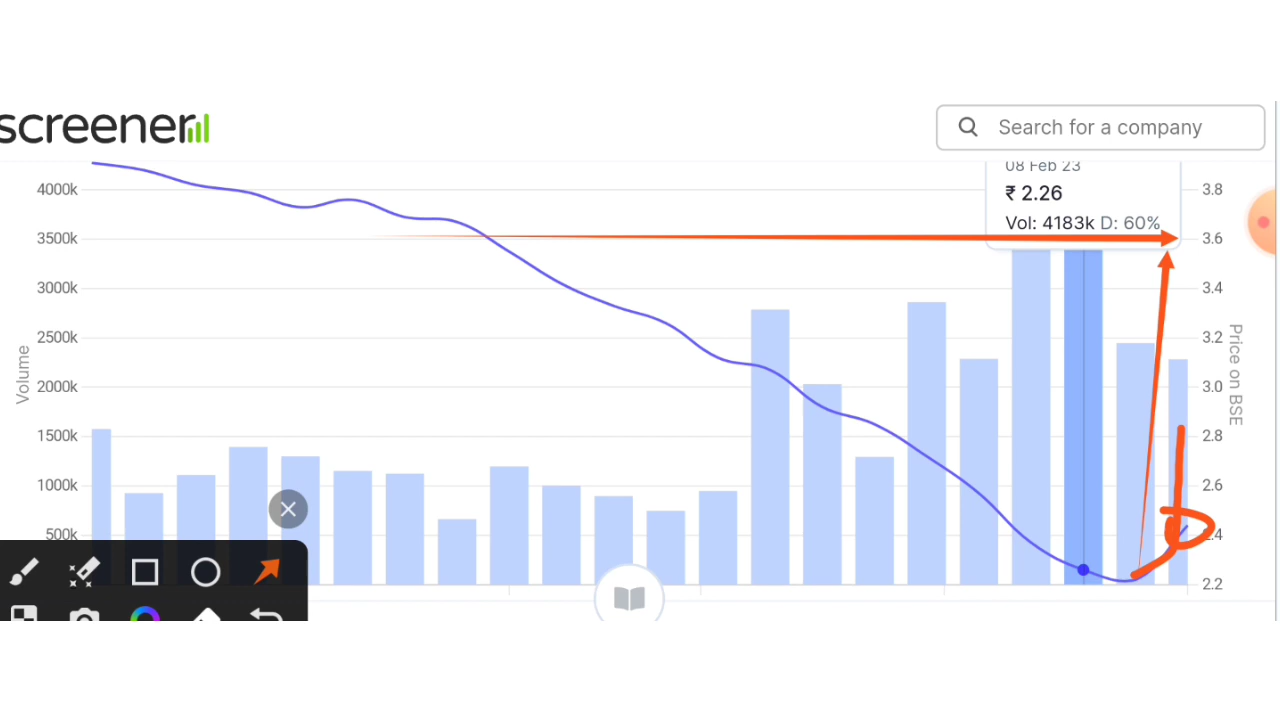 screener
Search for a company
08 Feb 23
₹ 2.26
Vol: 4183k D: 60%
4000k
3500k
3000k
2500k
2000k
1500k
1000k
500k
Volume
3.8
3.6
3.4
3.2
3.0
2.8
2.6
2.4
2.2
Price on BSE